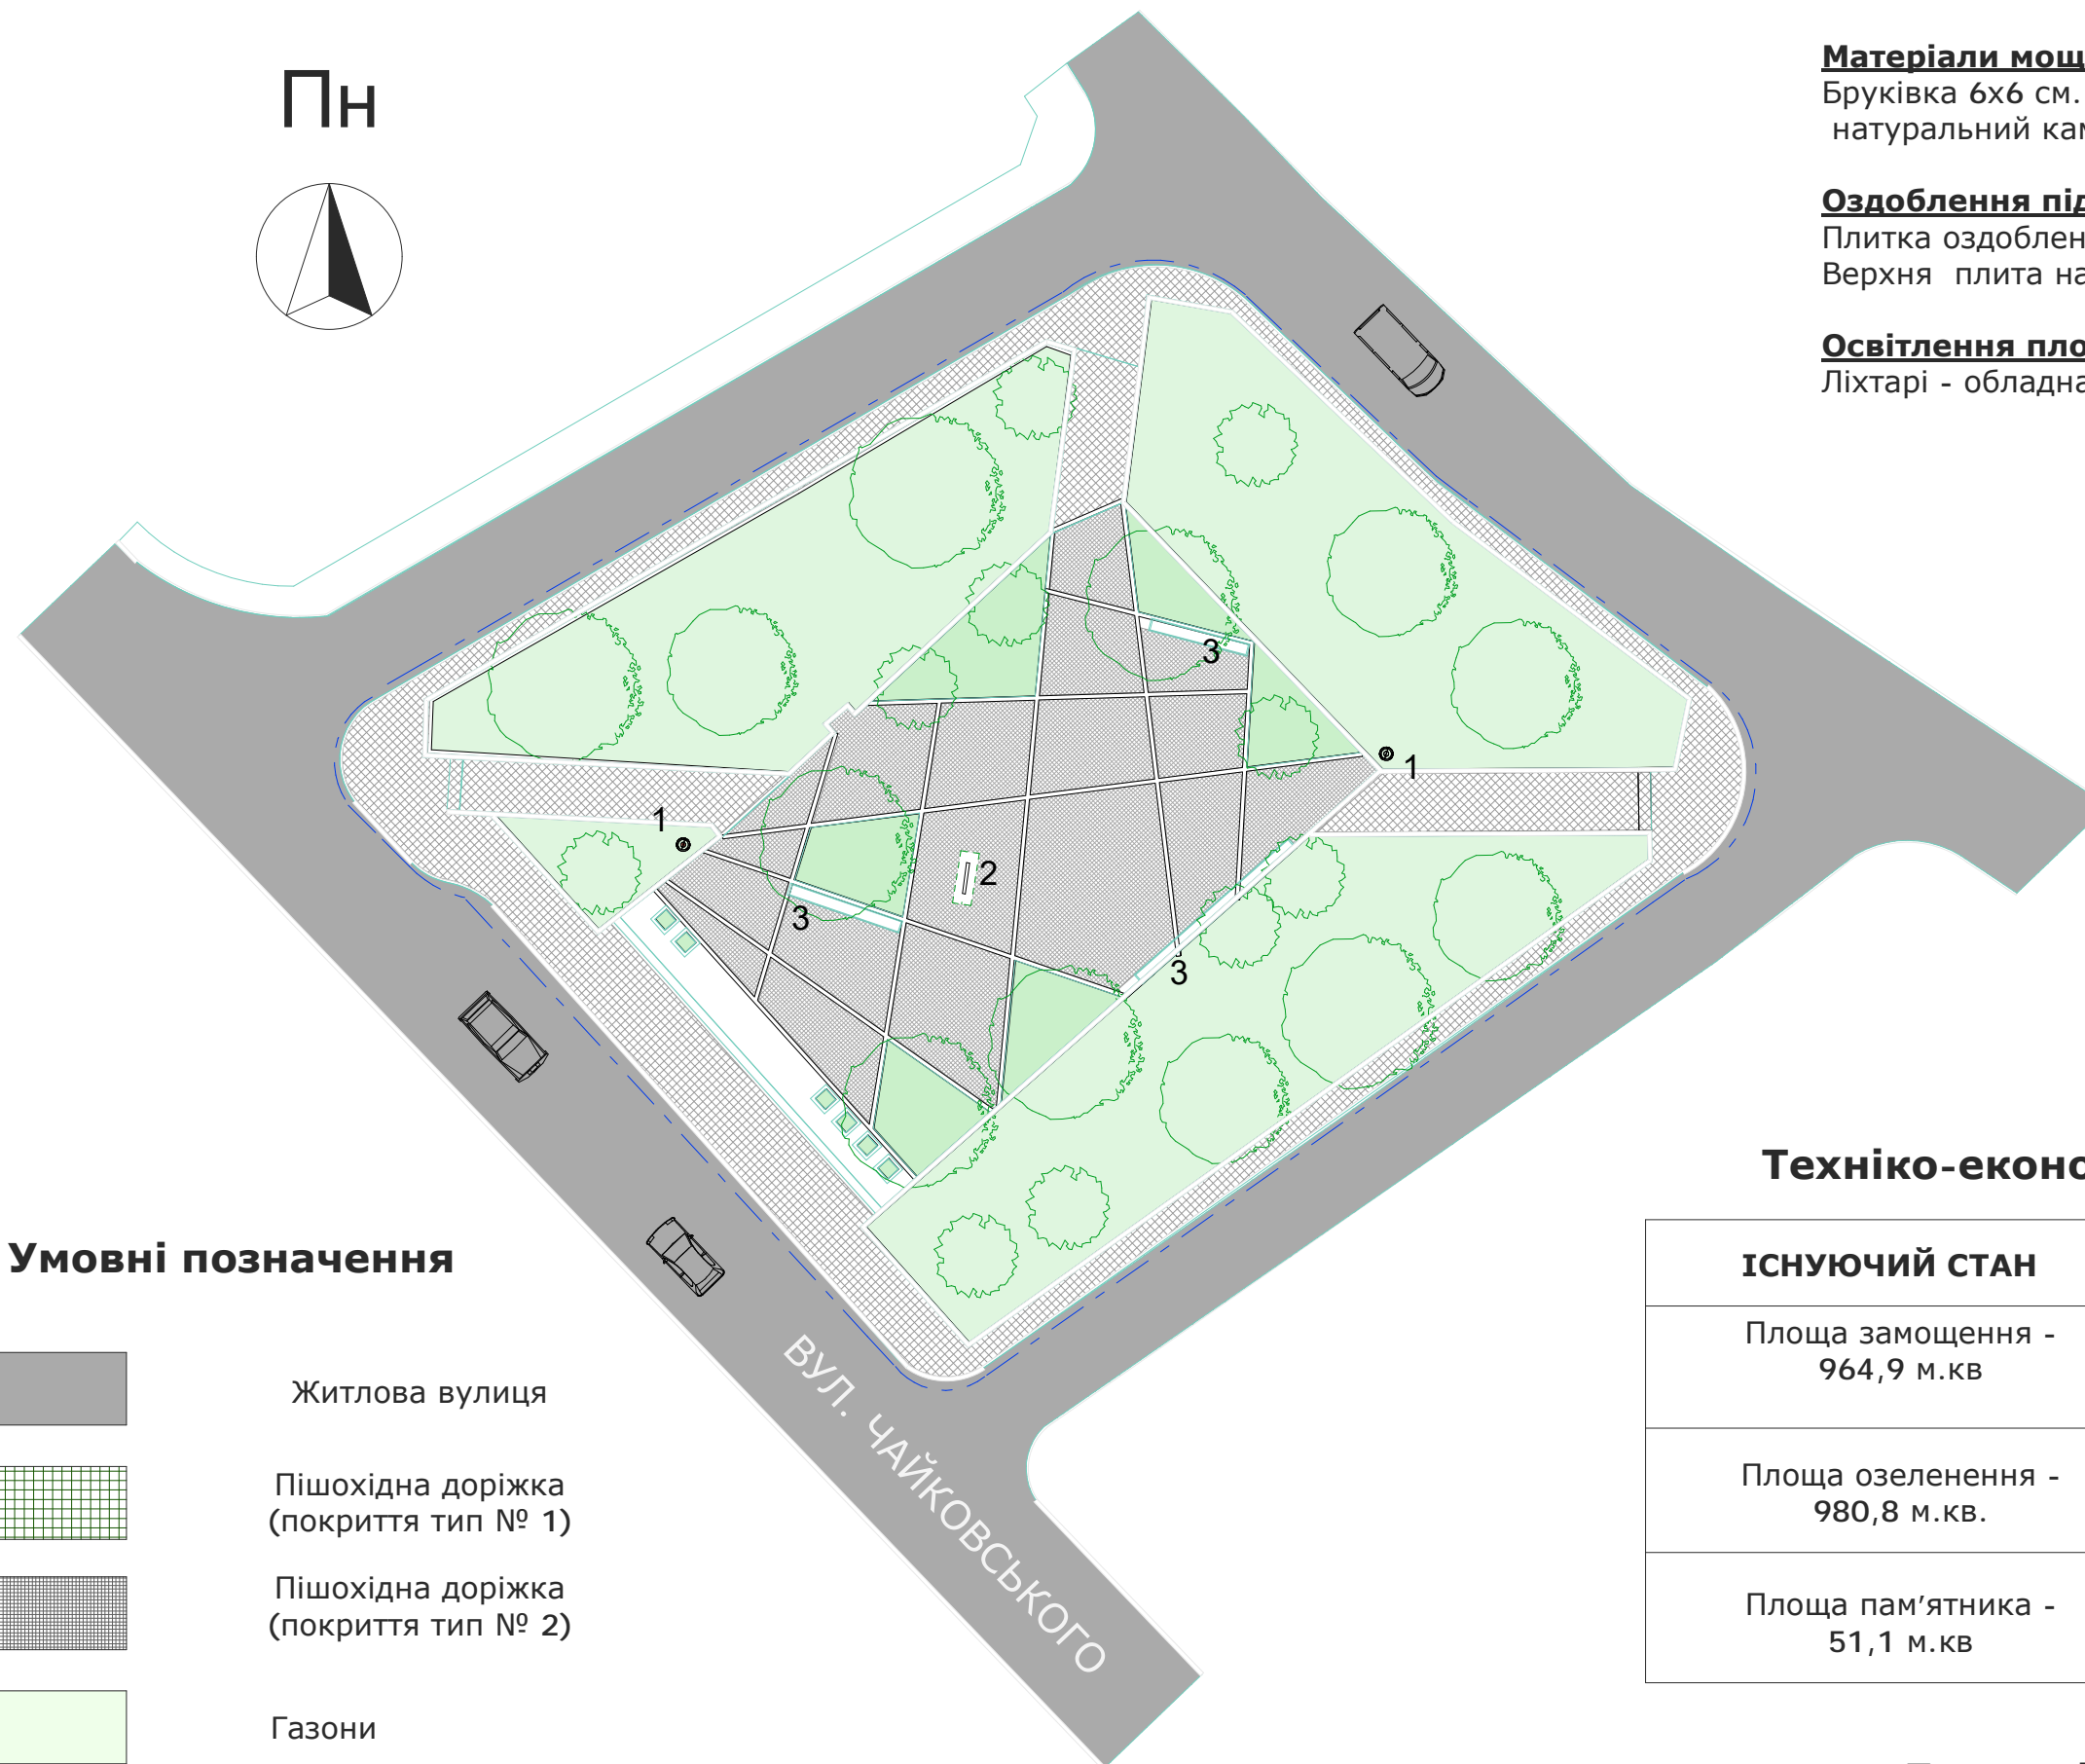 Пн
Матеріали мощ
Бруківка 6х6 см.
натуральний кам
Оздоблення під
Плитка оздоблен
Верхня плита на
Освітлення пло
Ліхтарі - обладна
3
1
1
2
3
3
Умовні позначення
Житлова вулиця
Пішохідна доріжка
(покриття тип № 1)
Пішохідна доріжка
(покриття тип № 2)
Газони
ВУЛ. ЧАЙКОВСЬКОГО
Техніко-еконо
ІСНУЮЧИЙ СТАН
Площа замощення -
964,9 м.кв
Площа озеленення -
980,8 м.кв.
Площа пам'ятника -
51,1 м.кв